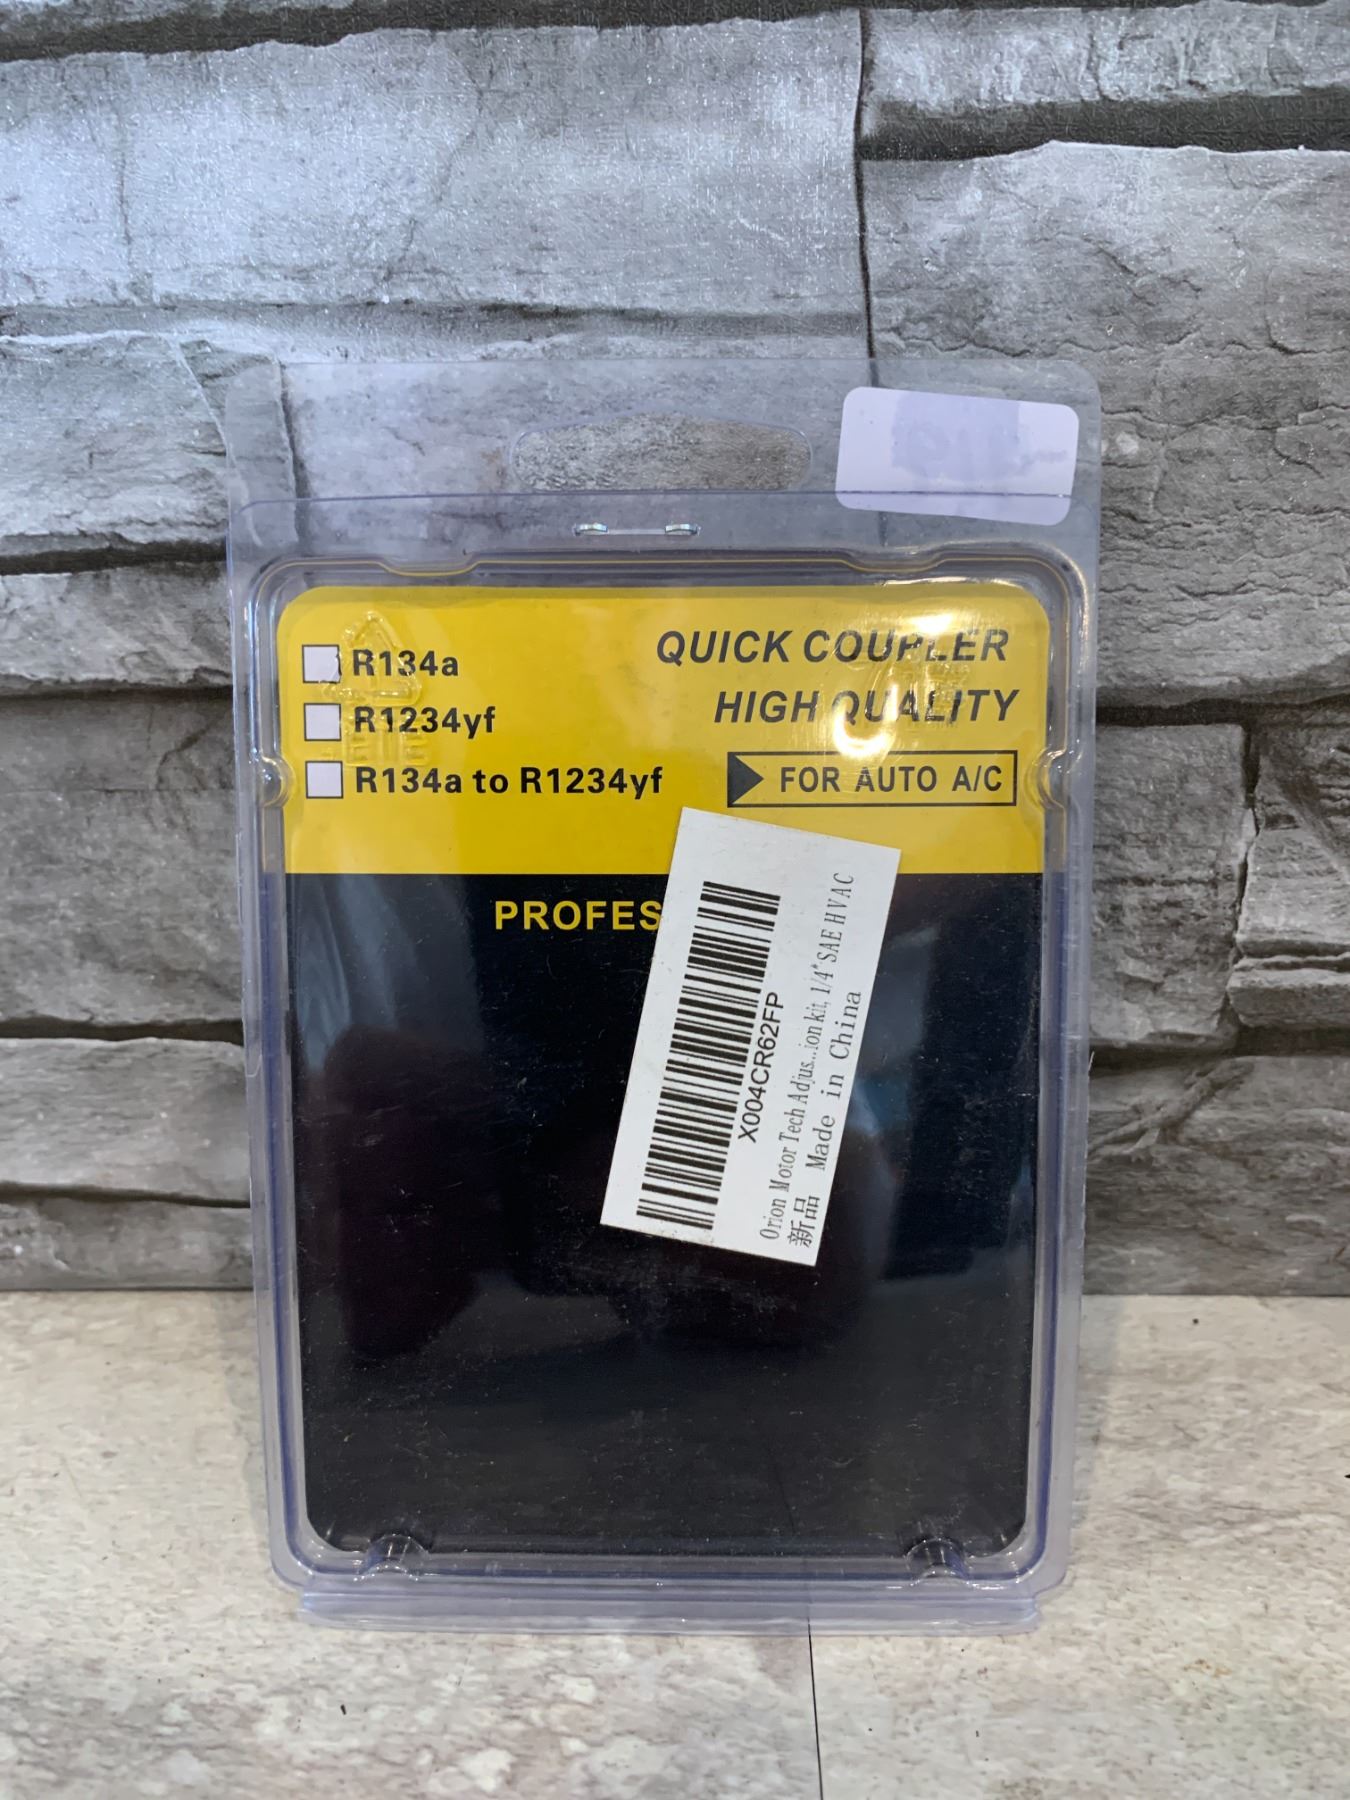 R134a
R1234yf
R134a to R1234yf
QUICK COUPLER
HIGH QUALITY
FOR AUTO A/C
PROFES
X004CR62FP
Orion Motor Tech Adjus...ion kit, 1/4"SAE HVAC
新品 Made in China